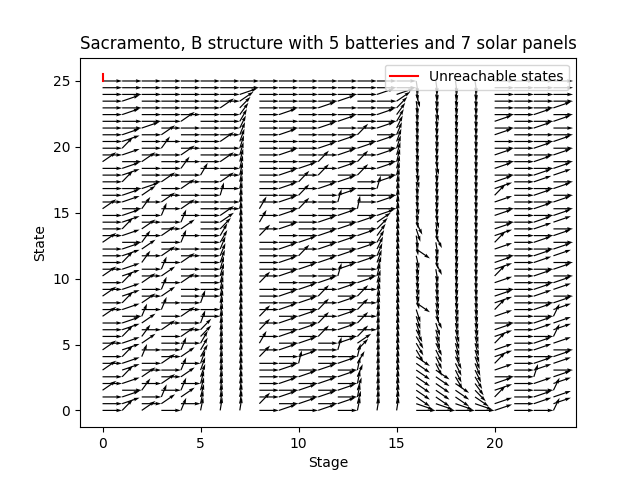 Sacramento, B structure with 5 batteries and 7 solar panels
Unreachable states
25
20
15
10
5
0
State
0 5 10 15 20
Stage